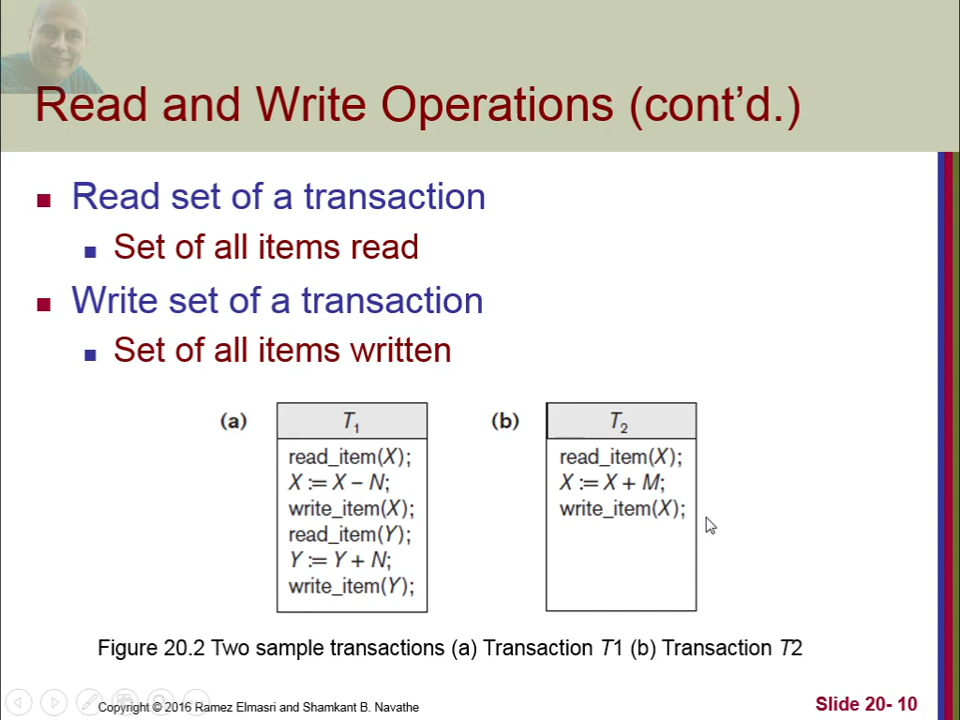 Read and Write Operations (cont’d.)
Read set of a transaction
Set of all items read
Write set of a transaction
Set of all items written
(a)
T1
read_item(X);
X := X – N;
write_item(X);
read_item(Y);
Y := Y + N;
write_item(Y);
(b)
T2
read_item(X);
X := X + M;
write_item(X);
Figure 20.2 Two sample transactions (a) Transaction T1 (b) Transaction T2
Copyright © 2016 Ramez Elmasri and Shamkant B. Navathe
Slide 20- 10